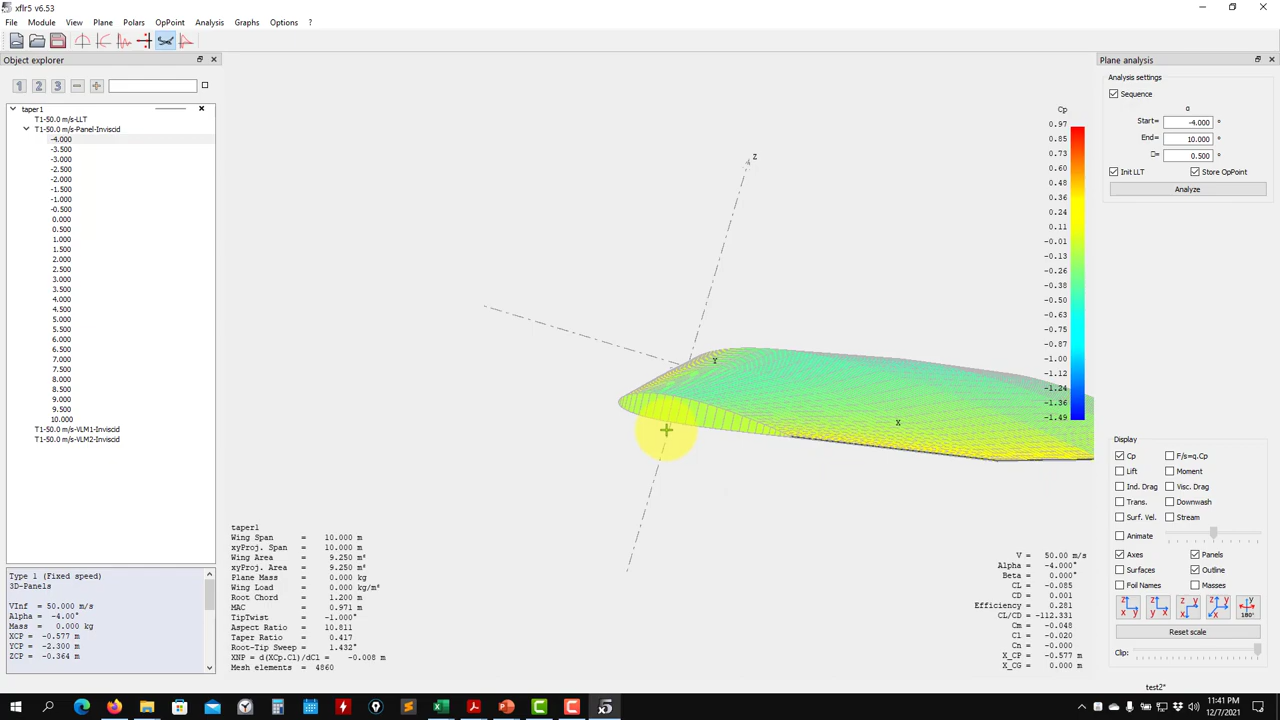 xflr5 v6.53
File Module View Plane Polars OpPoint Analysis Graphs Options ?
Object explorer
Plane analysis
1 2 3
taper1
T1-50.0 m/s-LLT
T1-50.0 m/s-Panel-Inviscid
-4.000
-3.500
-3.000
-2.500
-2.000
-1.500
-1.000
-0.500
0.000
0.500
1.000
1.500
2.000
2.500
3.000
3.500
4.000
4.500
5.000
5.500
6.000
6.500
7.000
7.500
8.000
8.500
9.000
9.500
10.000
T1-50.0 m/s-VLM1-Inviscid
T1-50.0 m/s-VLM2-Inviscid
Type 1 (Fixed speed)
3D-Panels
VInf = 50.000 m/s
Alpha = -4.00°
Mass = 0.000 kg
XCP = -0.577 m
YCP = -2.300 m
ZCP = -0.364 m
Z
Y
X
Cp
0.97
0.85
0.73
0.60
0.48
0.36
0.24
0.11
-0.01
-0.13
-0.26
-0.38
-0.50
-0.63
-0.75
-0.87
-1.00
-1.12
-1.24
-1.36
-1.49
taper1
Wing Span = 10.000 m
xyProj. Span = 10.000 m
Wing Area = 9.250 m²
xyProj. Area = 9.250 m²
Plane Mass = 0.000 kg
Wing Load = 0.000 kg/m²
Root Chord = 1.200 m
MAC = 0.971 m
TipTwist = -1.000°
Aspect Ratio = 10.811
Taper Ratio = 0.417
Root-Tip Sweep = 1.432°
XNP = d(XCp.Cl)/dCl = -0.008 m
Mesh elements = 4860
V = 50.00 m/s
Alpha = -4.000°
Beta = 0.000°
CL = -0.085
CD = 0.001
Efficiency = 0.281
CL/CD = -112.331
Cm = -0.048
Cl = -0.020
Cn = -0.000
X_CP = -0.577 m
X_CG = 0.000 m
Analysis settings
Sequence
α
Start= -4.000 °
End= 10.000 °
= 0.500 °
Init LLT Store OpPoint
Analyze
Display
Cp F/s=q.Cp
Lift Moment
Ind. Drag Visc. Drag
Trans. Downwash
Surf. Vel. Stream
Animate
Axes Panels
Surfaces Outline
Foil Names Masses
Reset scale
Clip:
test2*
11:41 PM
12/7/2021